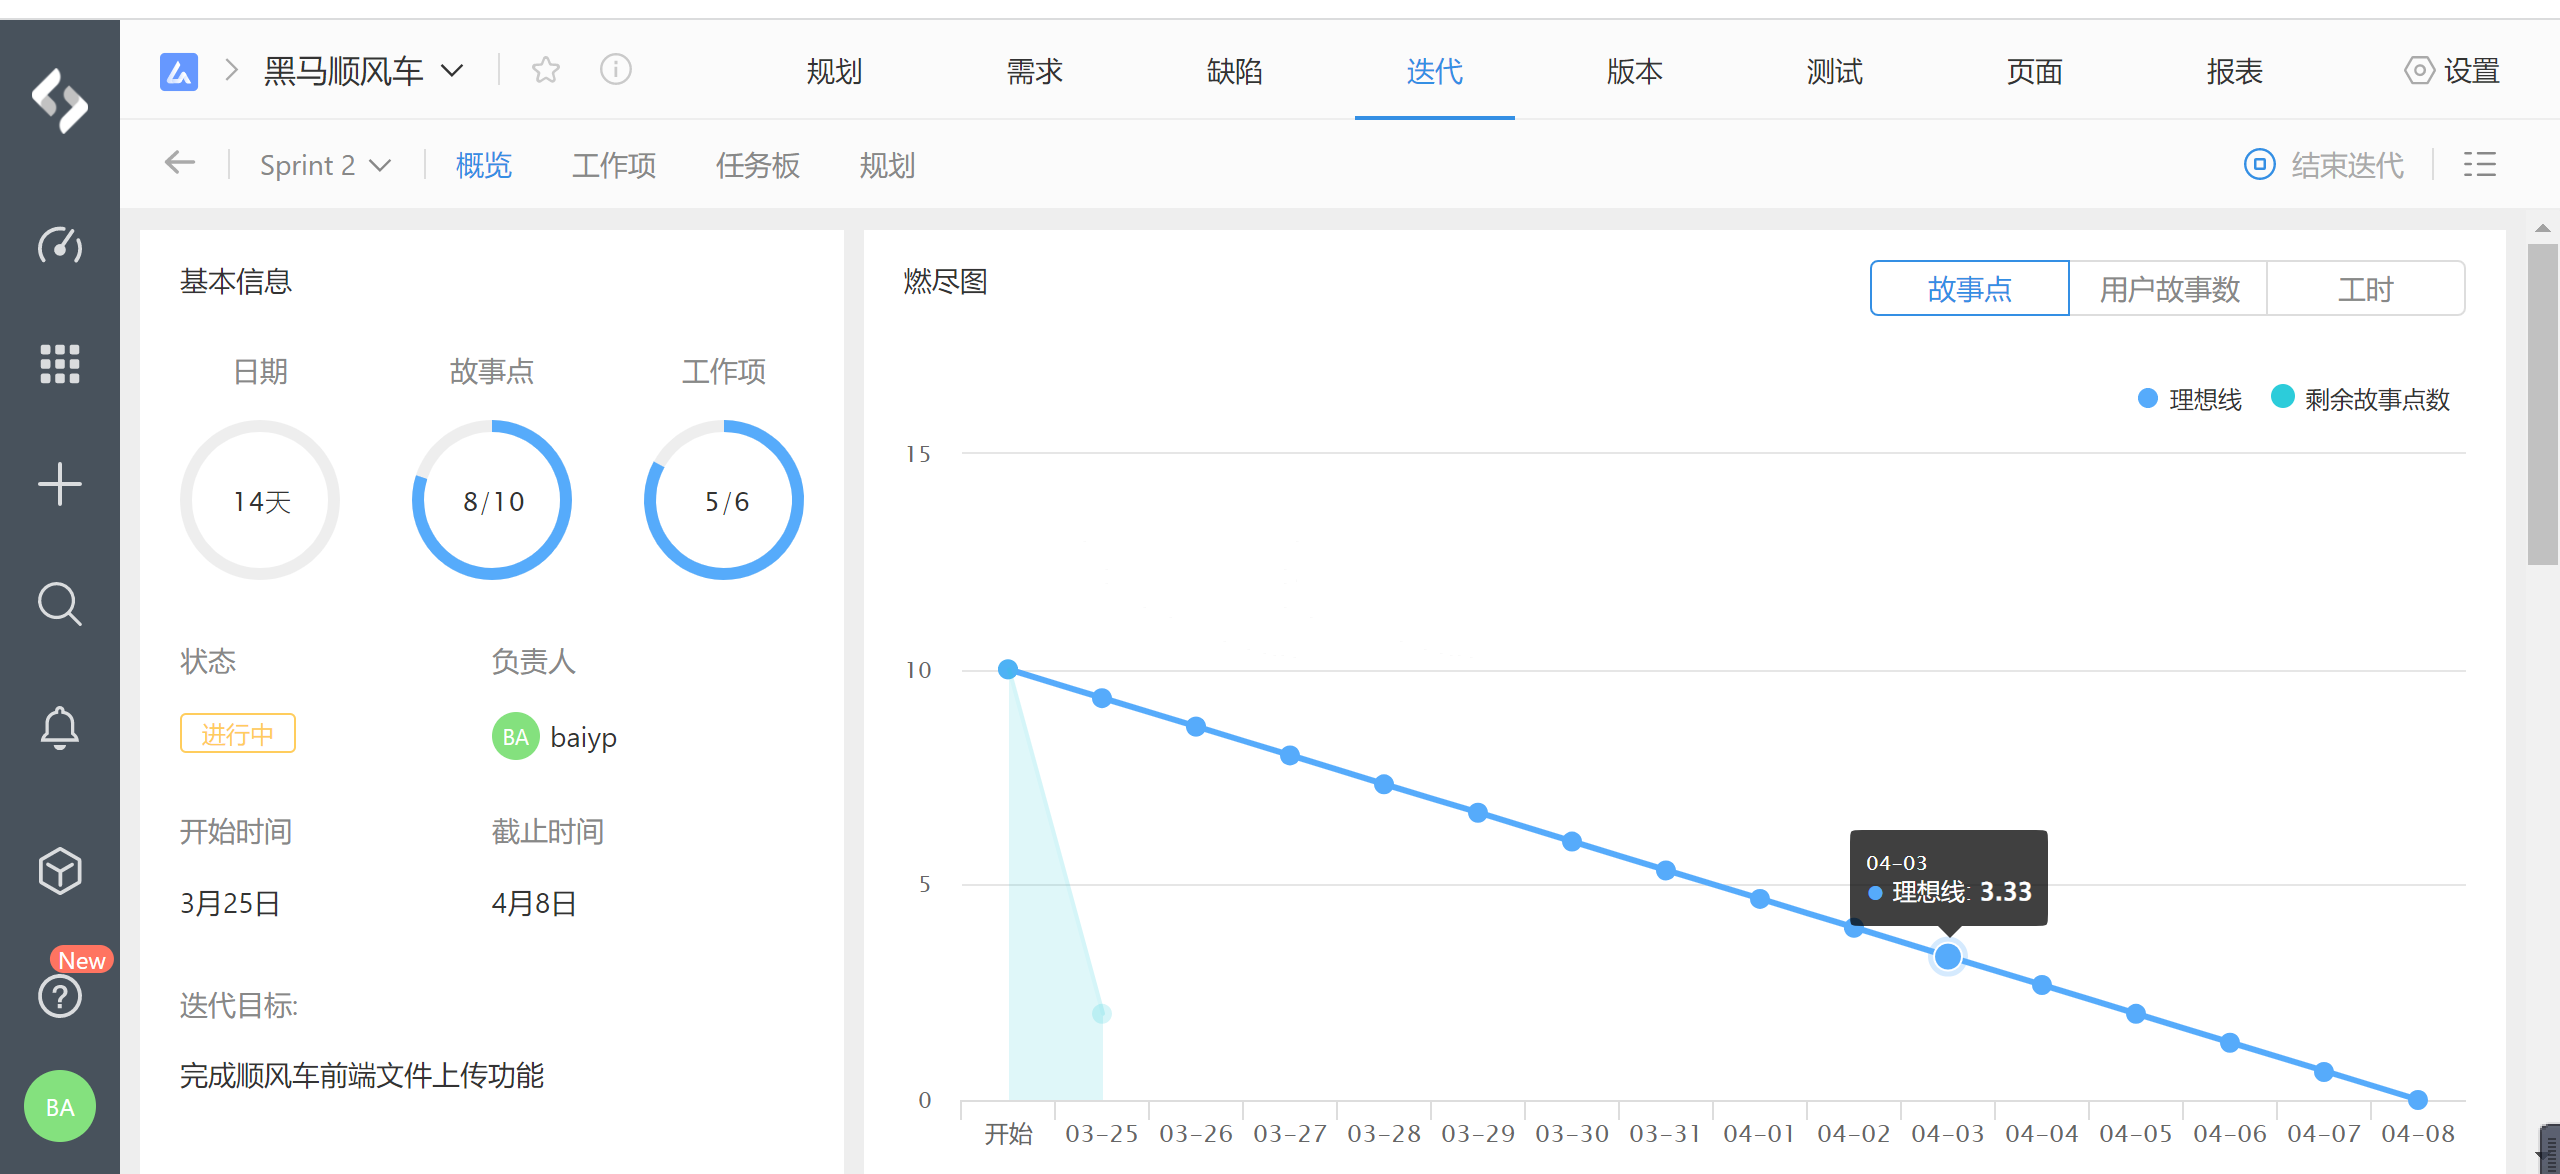 黑马顺风车
规划
需求
缺陷
迭代
版本
测试
页面
报表
设置
Sprint 2
概览
工作项
任务板
规划
结束迭代
基本信息
日期
故事点
工作项
14天
8/10
5/6
状态
负责人
进行中
BA baiyp
开始时间
截止时间
3月25日
4月8日
迭代目标:
完成顺风车前端文件上传功能
燃尽图
故事点
用户故事数
工时
理想线
剩余故事点数
15
10
5
0
04-03
理想线: 3.33
开始
03-25
03-26
03-27
03-28
03-29
03-30
03-31
04-01
04-02
04-03
04-04
04-05
04-06
04-07
04-08
New
BA